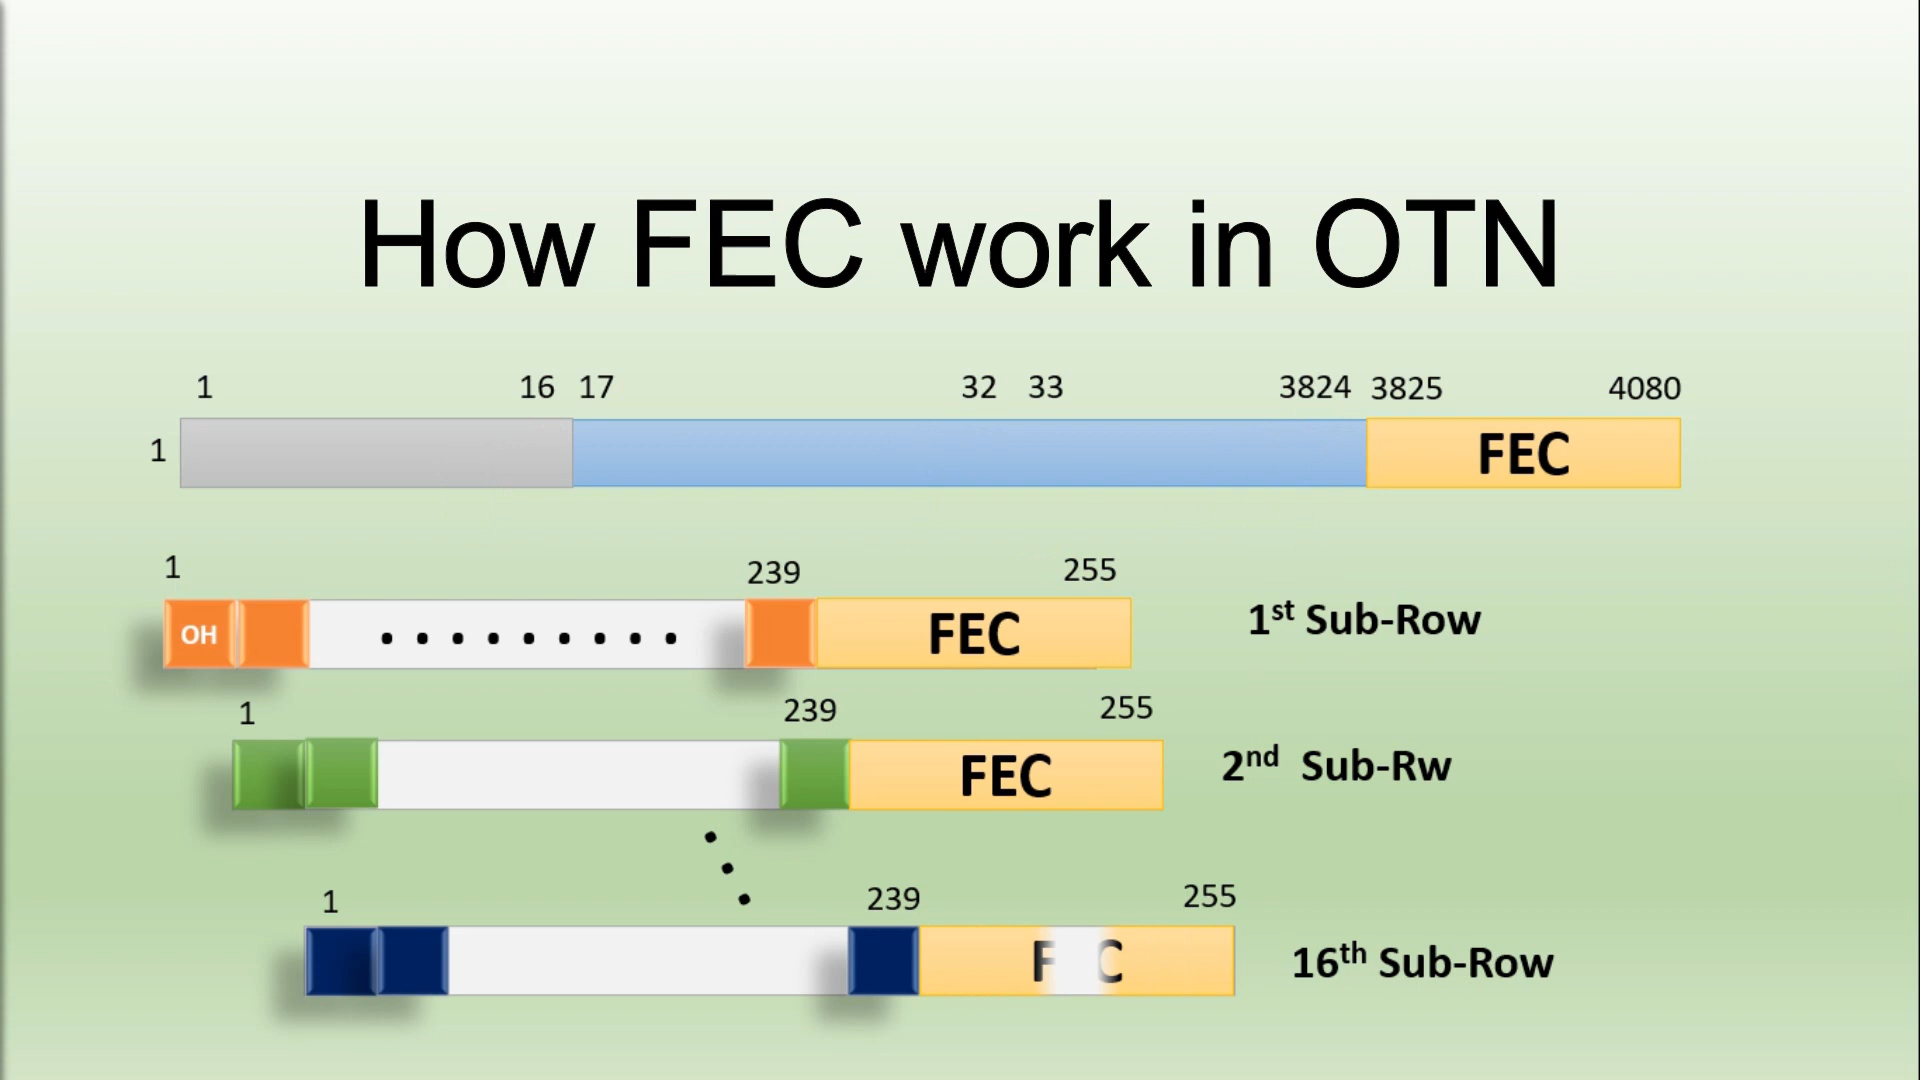 How FEC work in OTN
1 16 17 32 33 3824 3825 4080
1 FEC
1 239 255
OH ......... FEC 1st Sub-Row
1 239 255
FEC 2nd Sub-Rw
1 239 255
16th Sub-Row